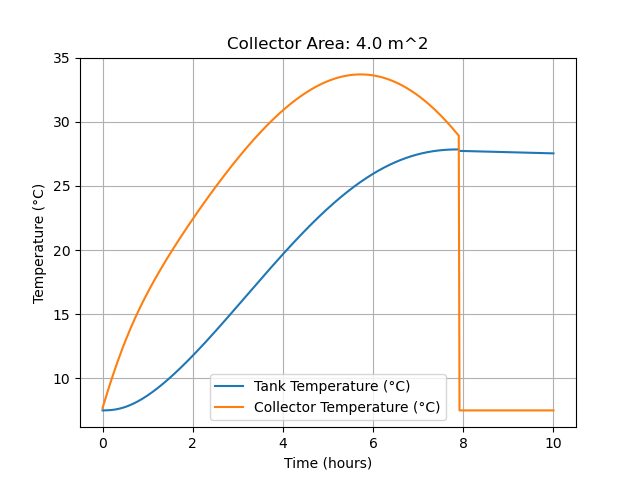 Collector Area: 4.0 m^2
35
30
25
20
15
10
Temperature (°C)
Tank Temperature (°C)
Collector Temperature (°C)
0
2
4
6
8
10
Time (hours)